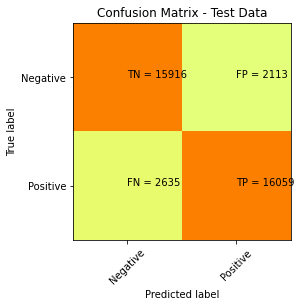 Confusion Matrix - Test Data
Negative
TN = 15916
FP = 2113
True label
Positive
FN = 2635
TP = 16059
Negative
Positive
Predicted label